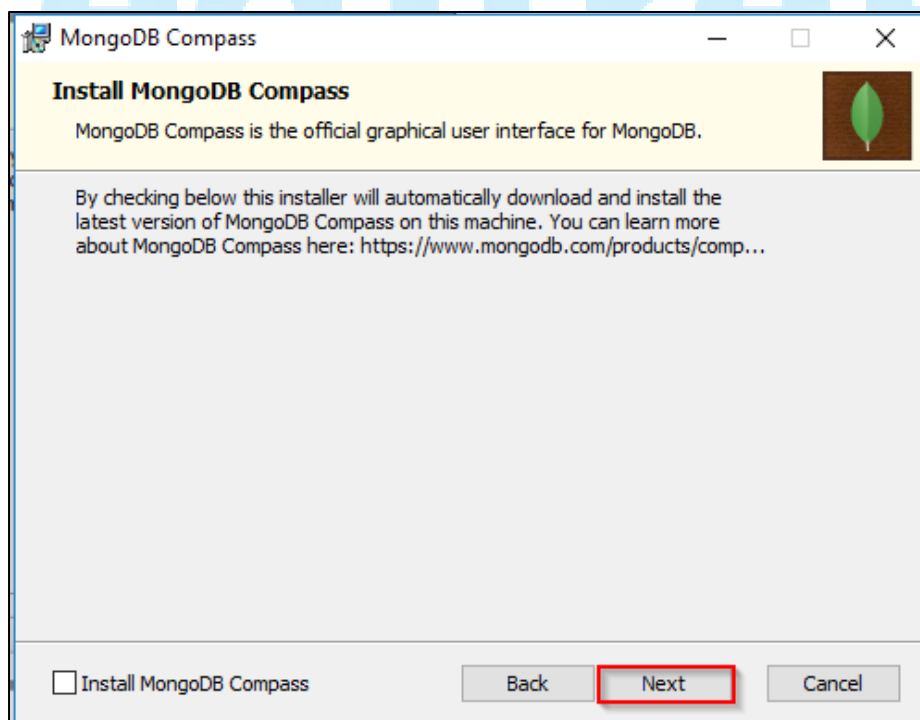 MongoDB Compass
Install MongoDB Compass
MongoDB Compass is the official graphical user interface for MongoDB.
By checking below this installer will automatically download and install the
latest version of MongoDB Compass on this machine. You can learn more
about MongoDB Compass here: https://www.mongodb.com/products/comp...
Install MongoDB Compass
Back
Next
Cancel